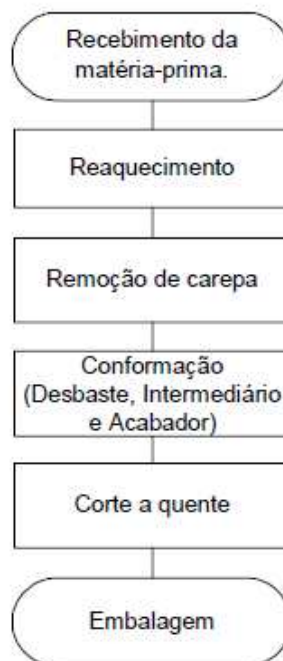 Recebimento da
matéria-prima.
Reaquecimento
Remoção de carepa
Conformação
(Desbaste, Intermediário
e Acabador)
Corte a quente
Embalagem